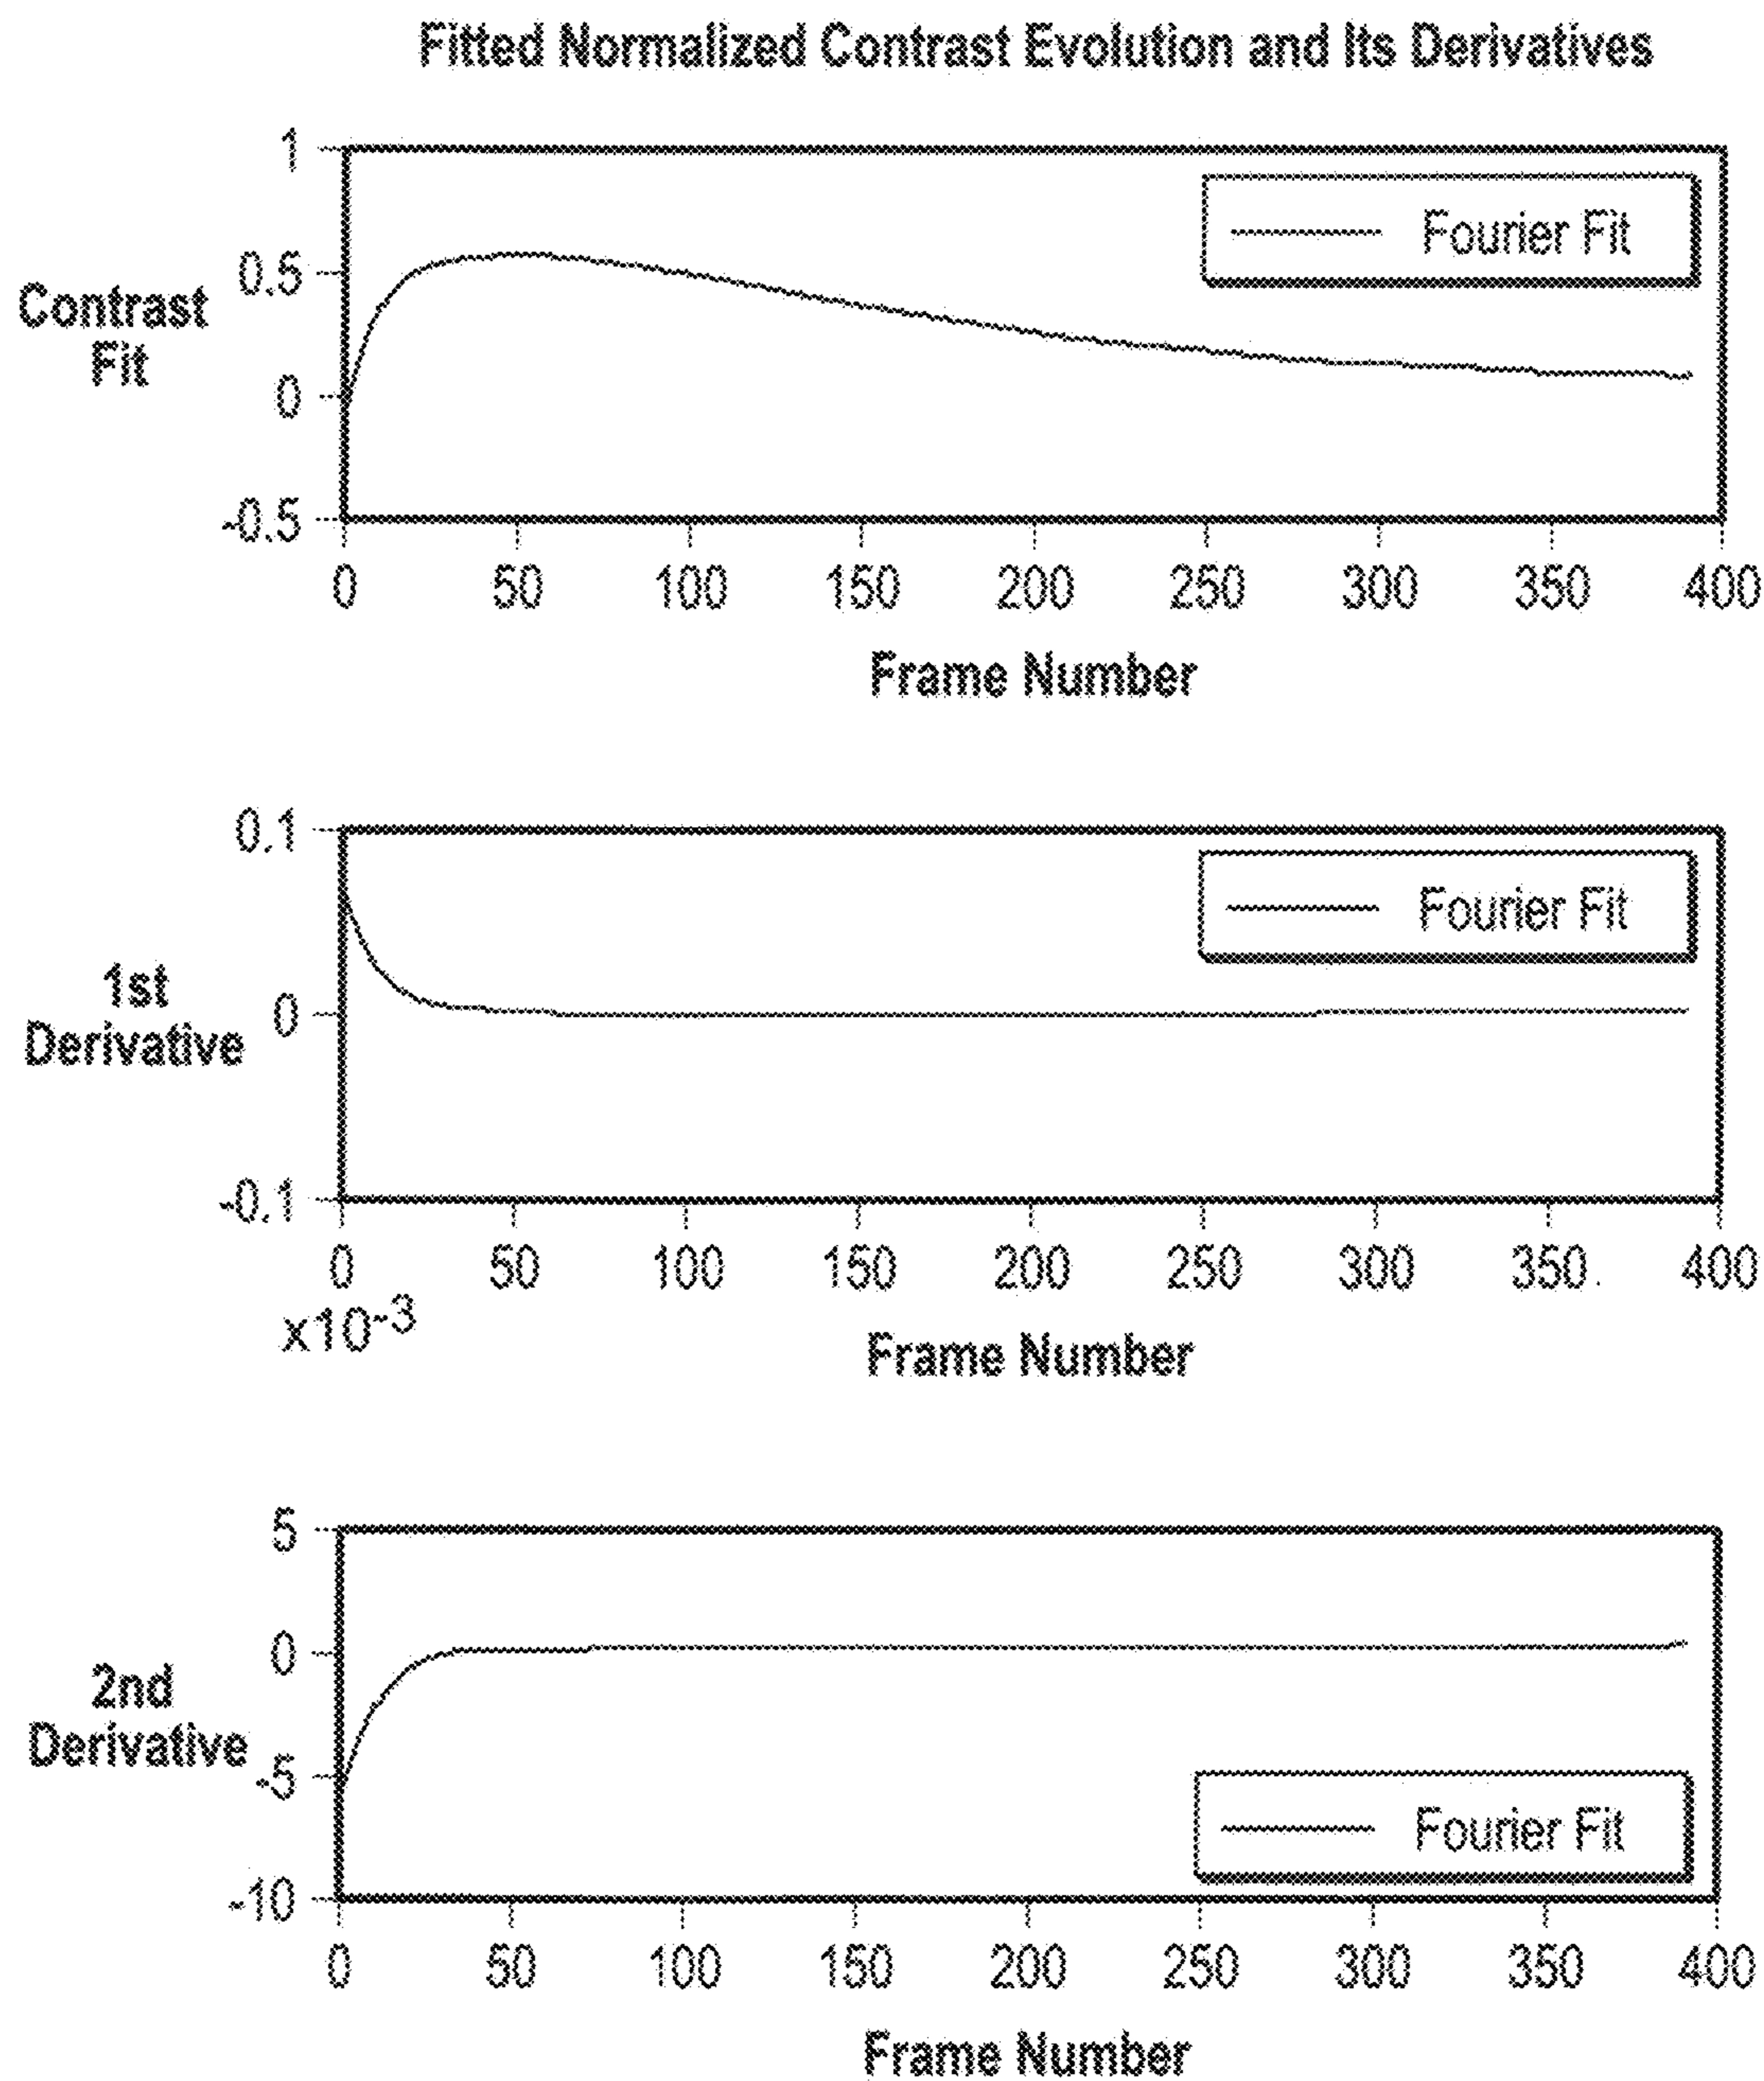 Fitted Normalized Contrast Evolution and Its Derivatives
1
0.5
0
-0.5
Contrast
Fit
Fourier Fit
0 50 100 150 200 250 300 350 400
Frame Number
0.1
0
-0.1
1st
Derivative
Fourier Fit
0 50 100 150 200 250 300 350 400
x10-3
Frame Number
5
0
-5
-10
2nd
Derivative
Fourier Fit
0 50 100 150 200 250 300 350 400
Frame Number